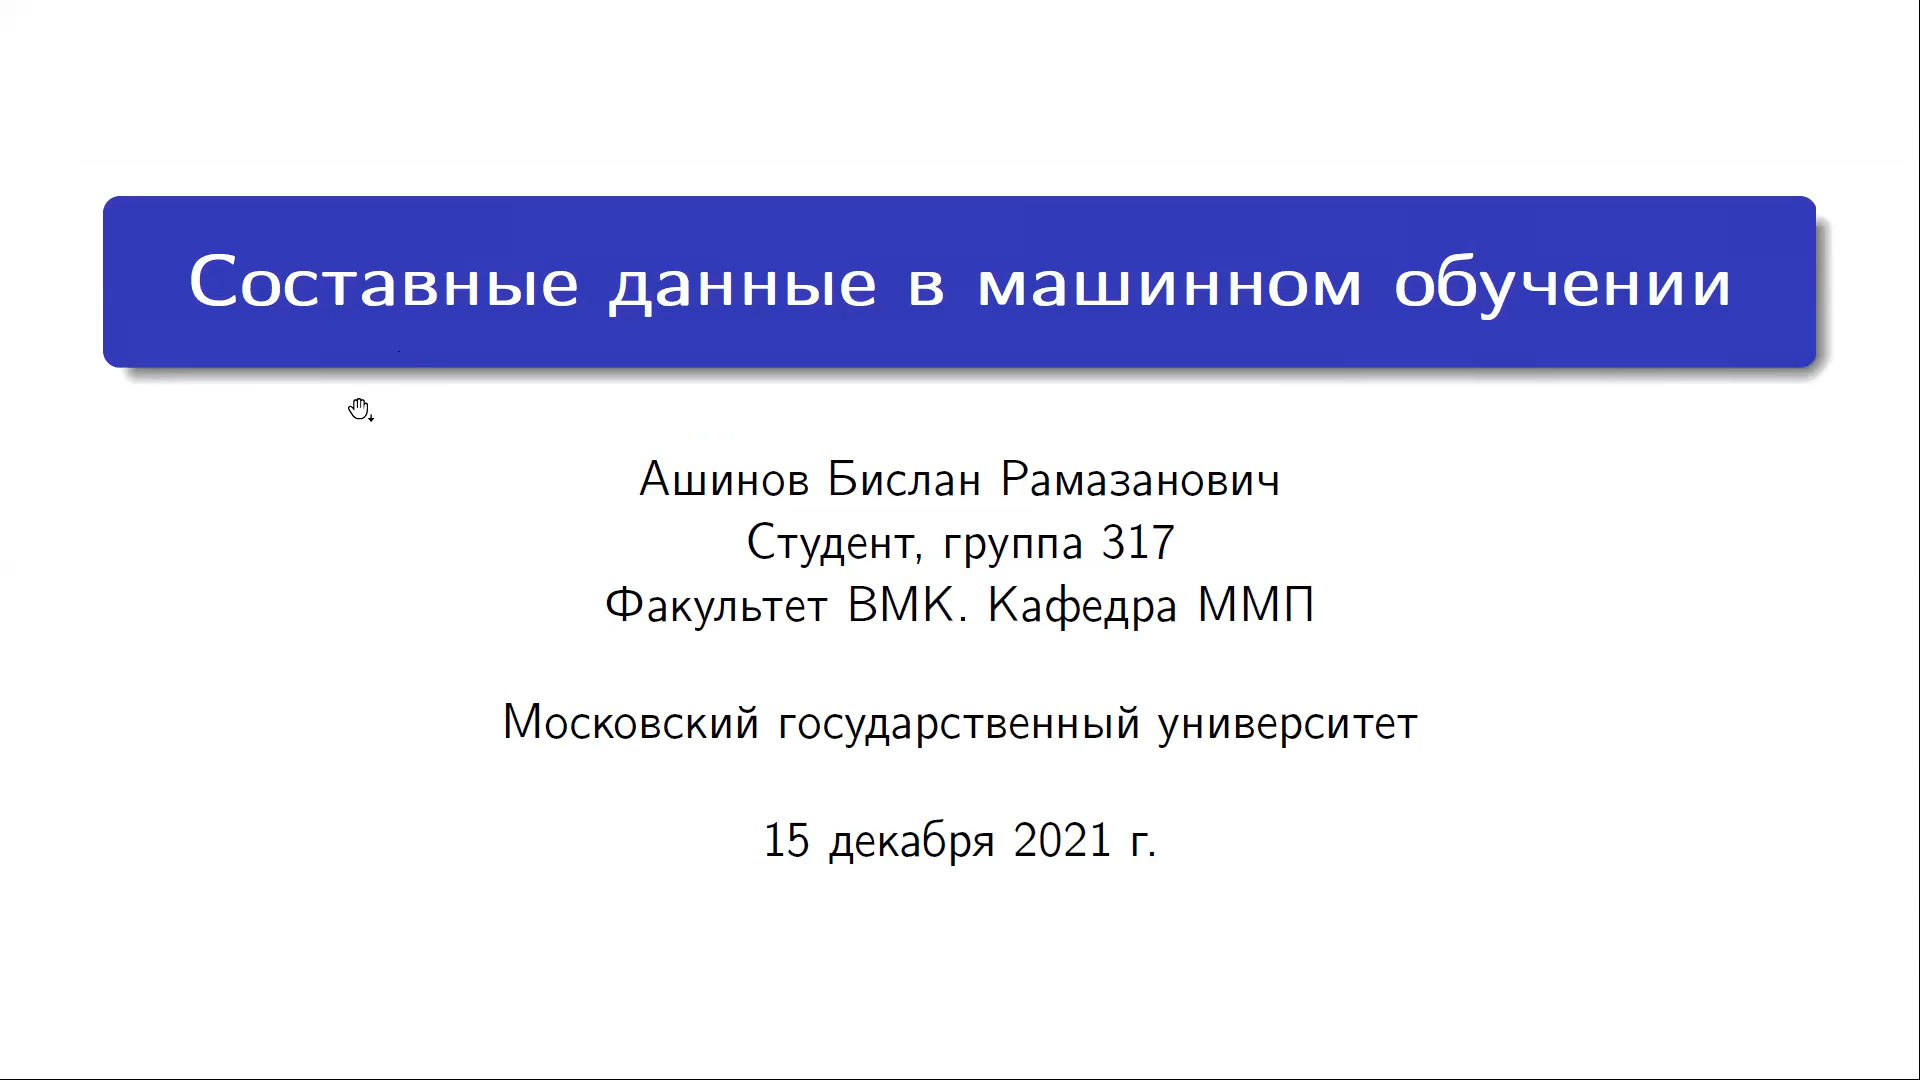 Составные данные в машинном обучении
Ашинов Бислан Рамазанович
Студент, группа 317
Факультет ВМК. Кафедра ММП
Московский государственный университет
15 декабря 2021 г.